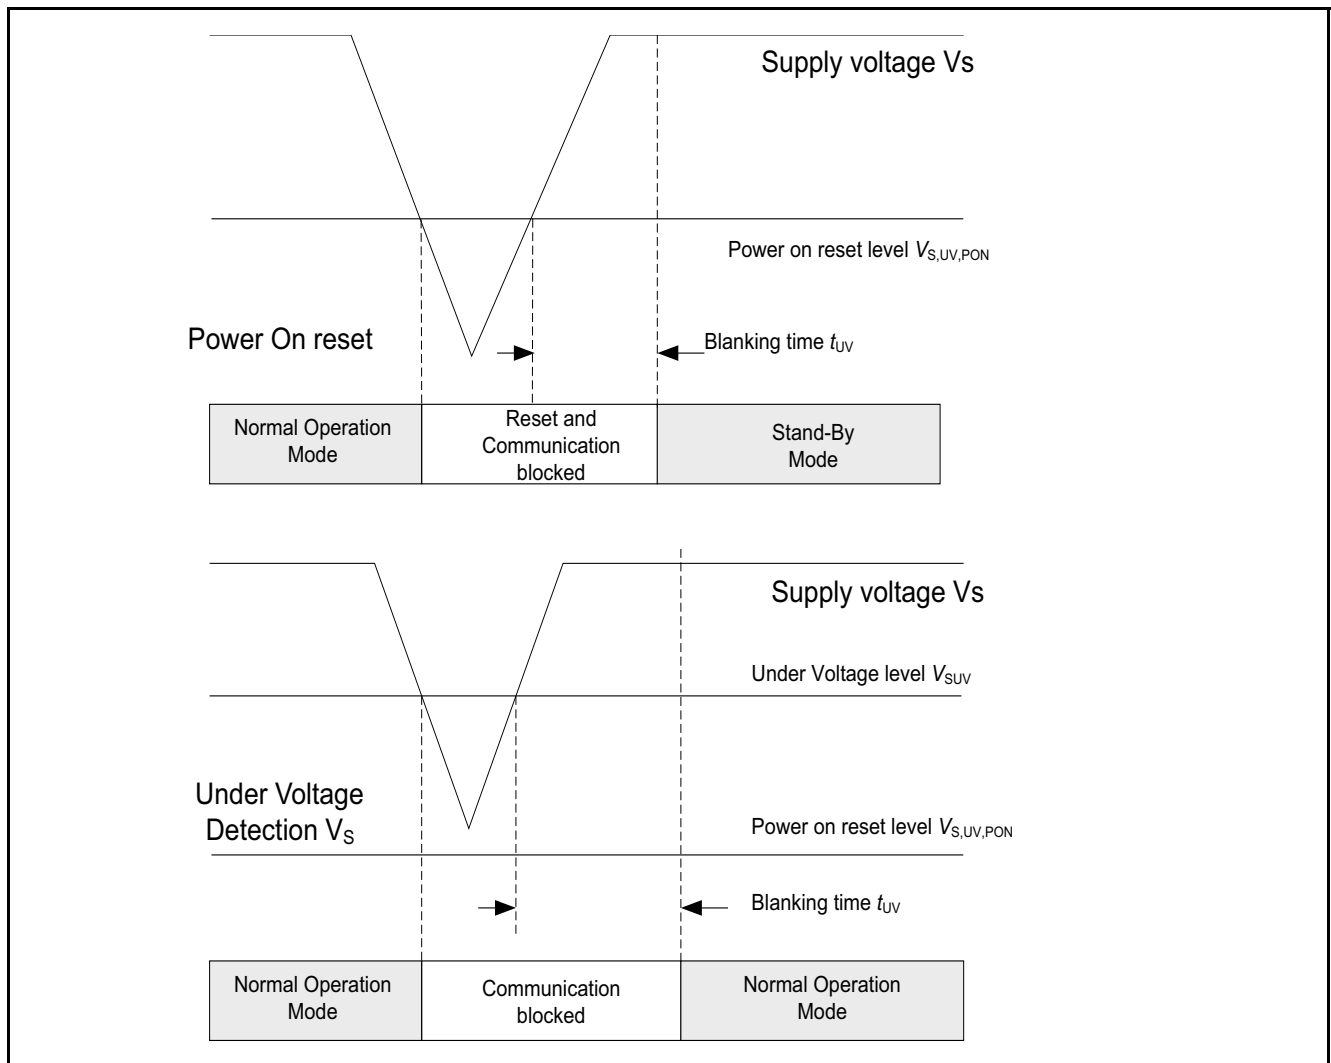 Supply voltage Vs
Power on reset level VS,UV,PON
Power On reset
Blanking time tUV
Normal Operation
Mode
Reset and
Communication
blocked
Stand-By
Mode
Supply voltage Vs
Under Voltage level VSUV
Under Voltage
Detection VS
Power on reset level VS,UV,PON
Blanking time tUV
Normal Operation
Mode
Communication
blocked
Normal Operation
Mode